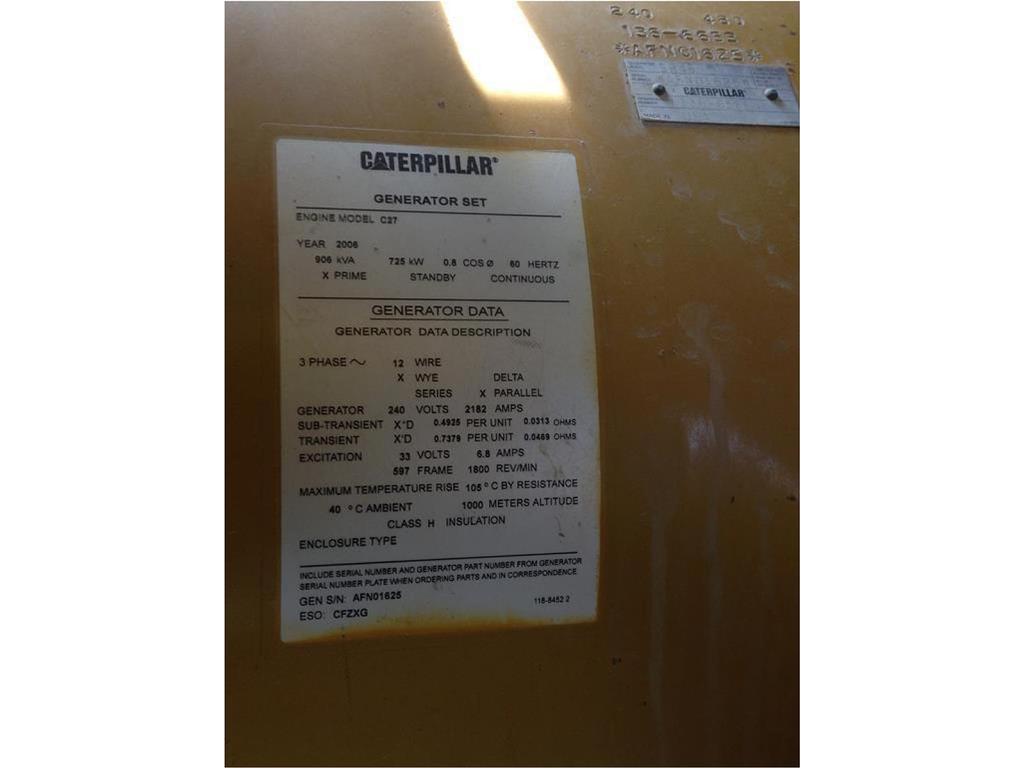 240 480
136-6683
*AFN01625*
CATERPILLAR
MADE IN
CATERPILLAR®
GENERATOR SET
ENGINE MODEL C27
YEAR 2006
906 kVA 725 kW 0.8 COS Ø 60 HERTZ
X PRIME STANDBY CONTINUOUS
GENERATOR DATA
GENERATOR DATA DESCRIPTION
3 PHASE ~ 12 WIRE
X WYE DELTA
SERIES X PARALLEL
GENERATOR 240 VOLTS 2182 AMPS
SUB-TRANSIENT X"D 0.4925 PER UNIT 0.0313 OHMS
TRANSIENT X'D 0.7379 PER UNIT 0.0469 OHMS
EXCITATION 33 VOLTS 6.8 AMPS
597 FRAME 1800 REV/MIN
MAXIMUM TEMPERATURE RISE 105 ° C BY RESISTANCE
40 ° C AMBIENT 1000 METERS ALTITUDE
CLASS H INSULATION
ENCLOSURE TYPE
INCLUDE SERIAL NUMBER AND GENERATOR PART NUMBER FROM GENERATOR
SERIAL NUMBER PLATE WHEN ORDERING PARTS AND IN CORRESPONDENCE
GEN S/N: AFN01625
ESO: CFZXG
118-8452 2